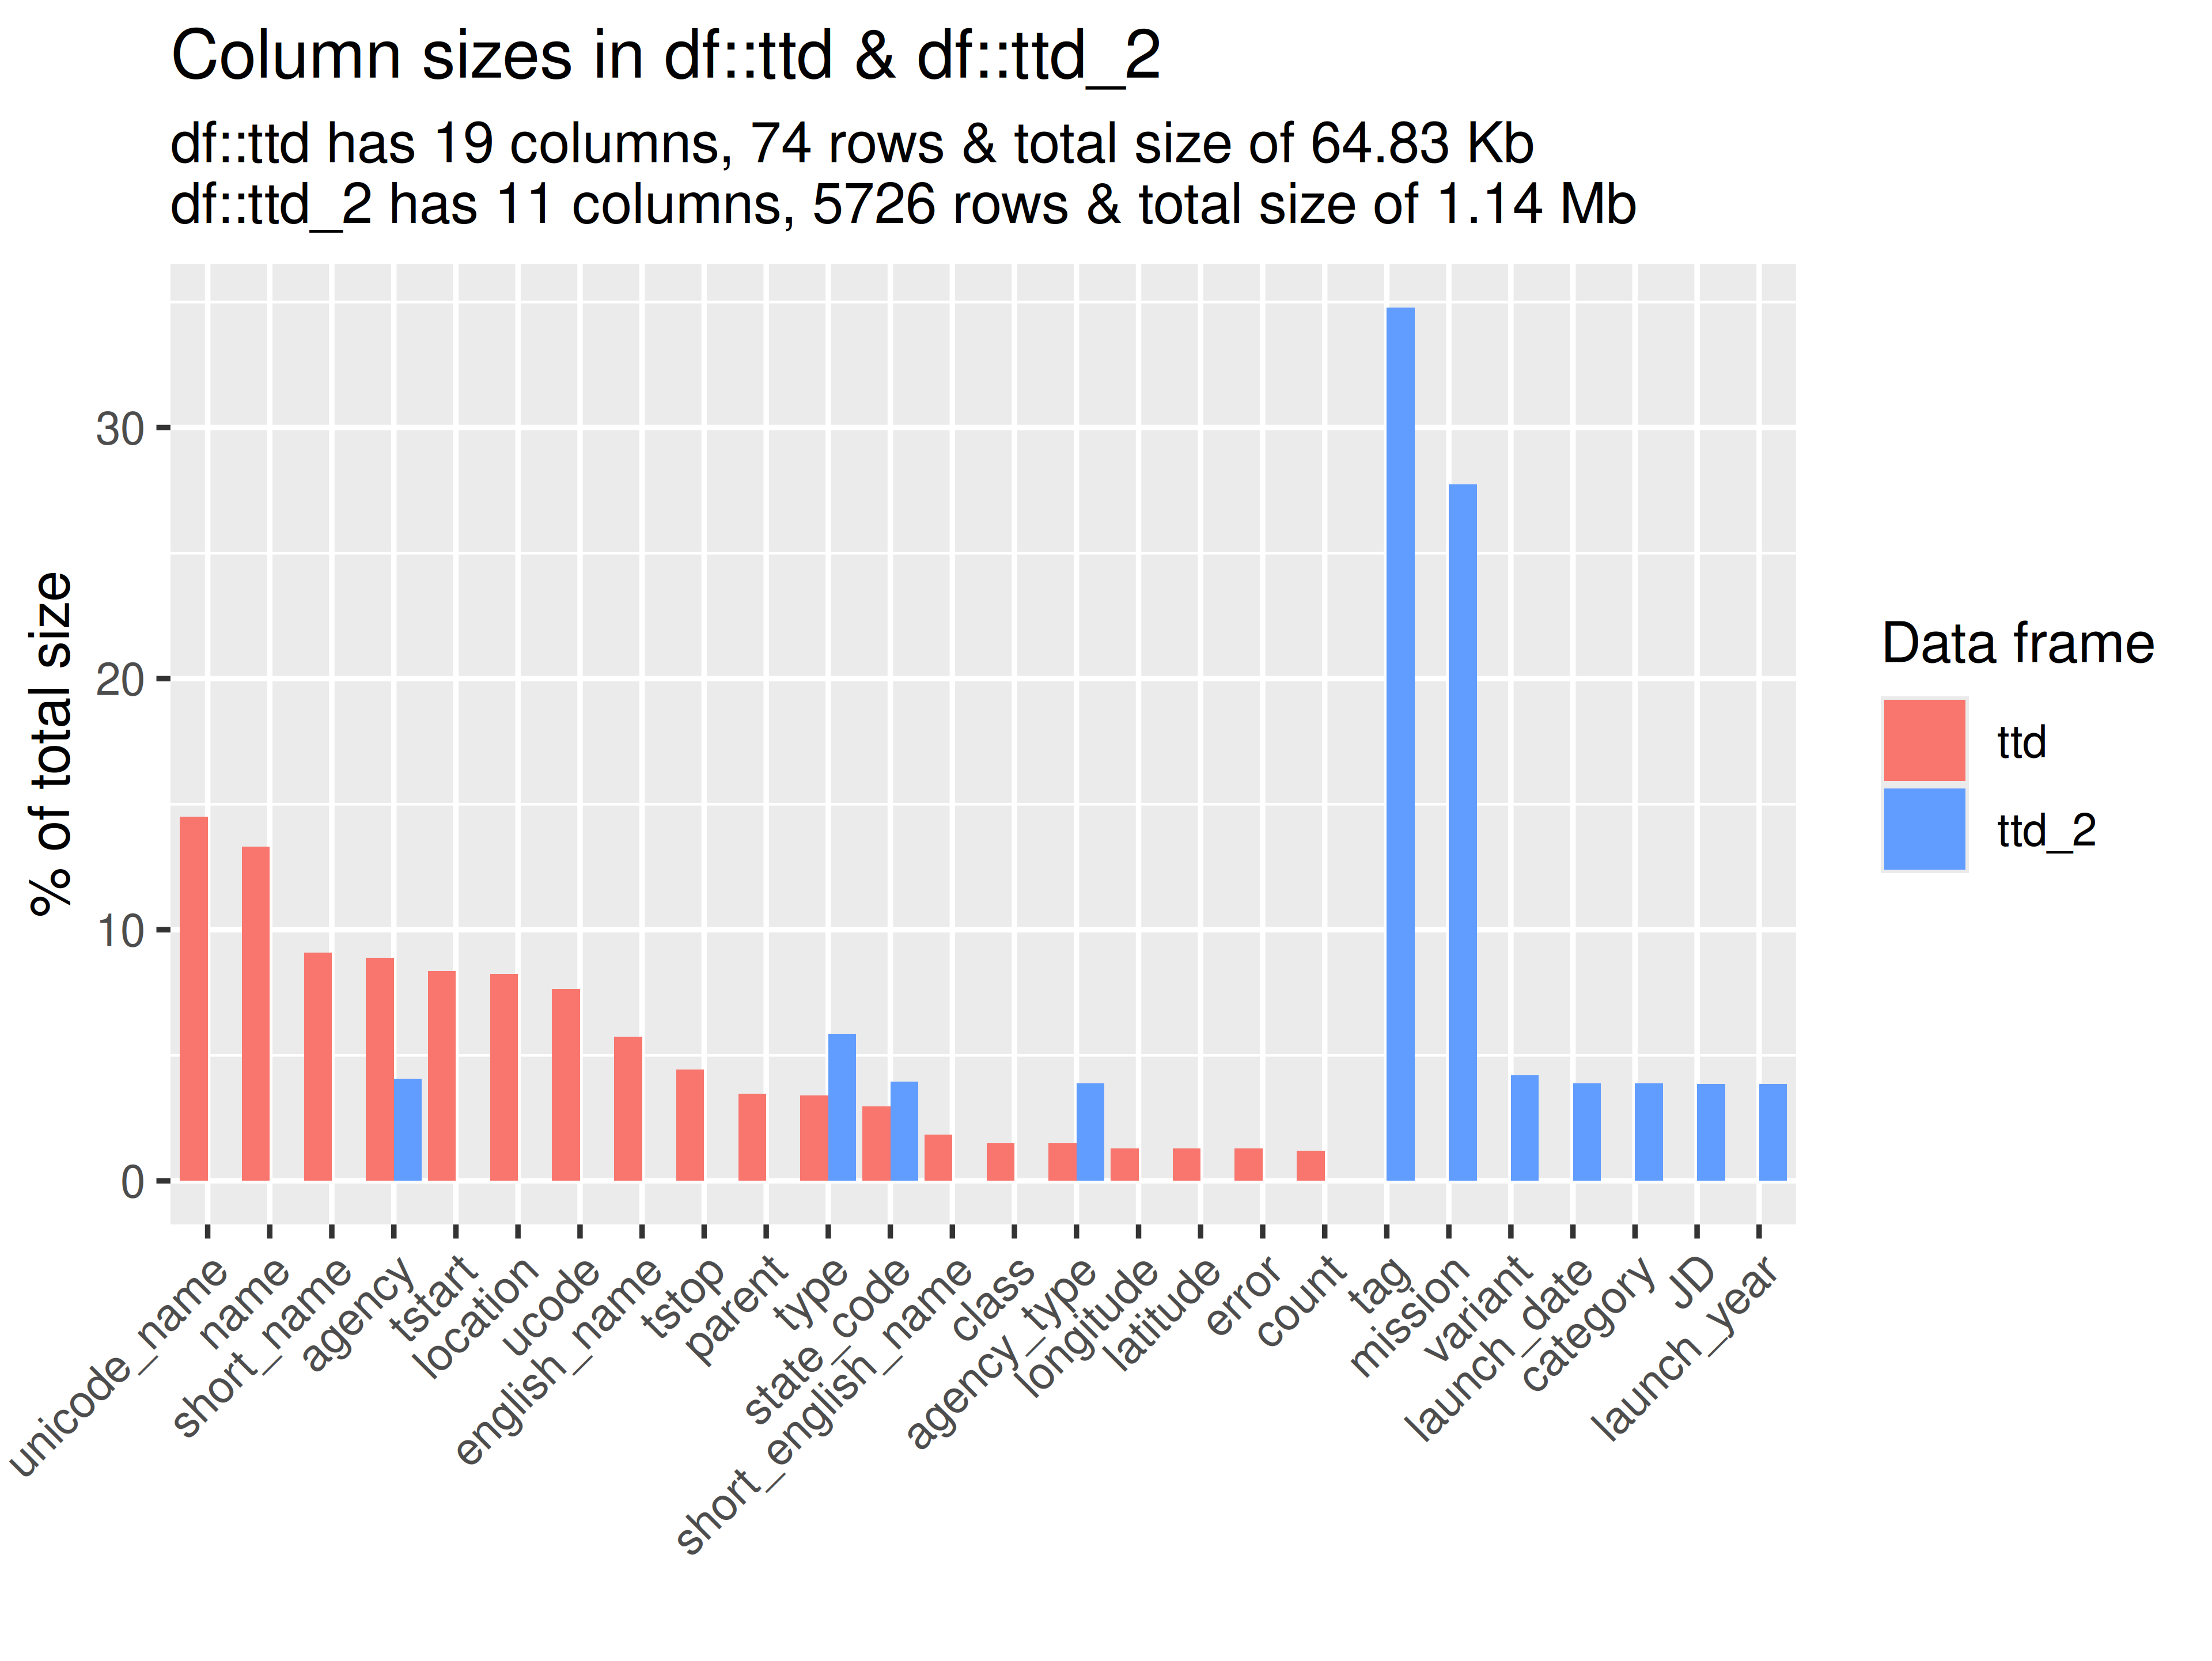 Column sizes in df::ttd & df::ttd_2
df::ttd has 19 columns, 74 rows & total size of 64.83 Kb
df::ttd_2 has 11 columns, 5726 rows & total size of 1.14 Mb
% of total size
30
20
10
0
unicode_name
name
short_name
agency
tstart
location
ucode
english_name
tstop
parent
type
state_code
short_english_name
class
agency_type
longitude
latitude
error
count
tag
mission
variant
launch_date
category
JD
launch_year
Data frame
ttd
ttd_2